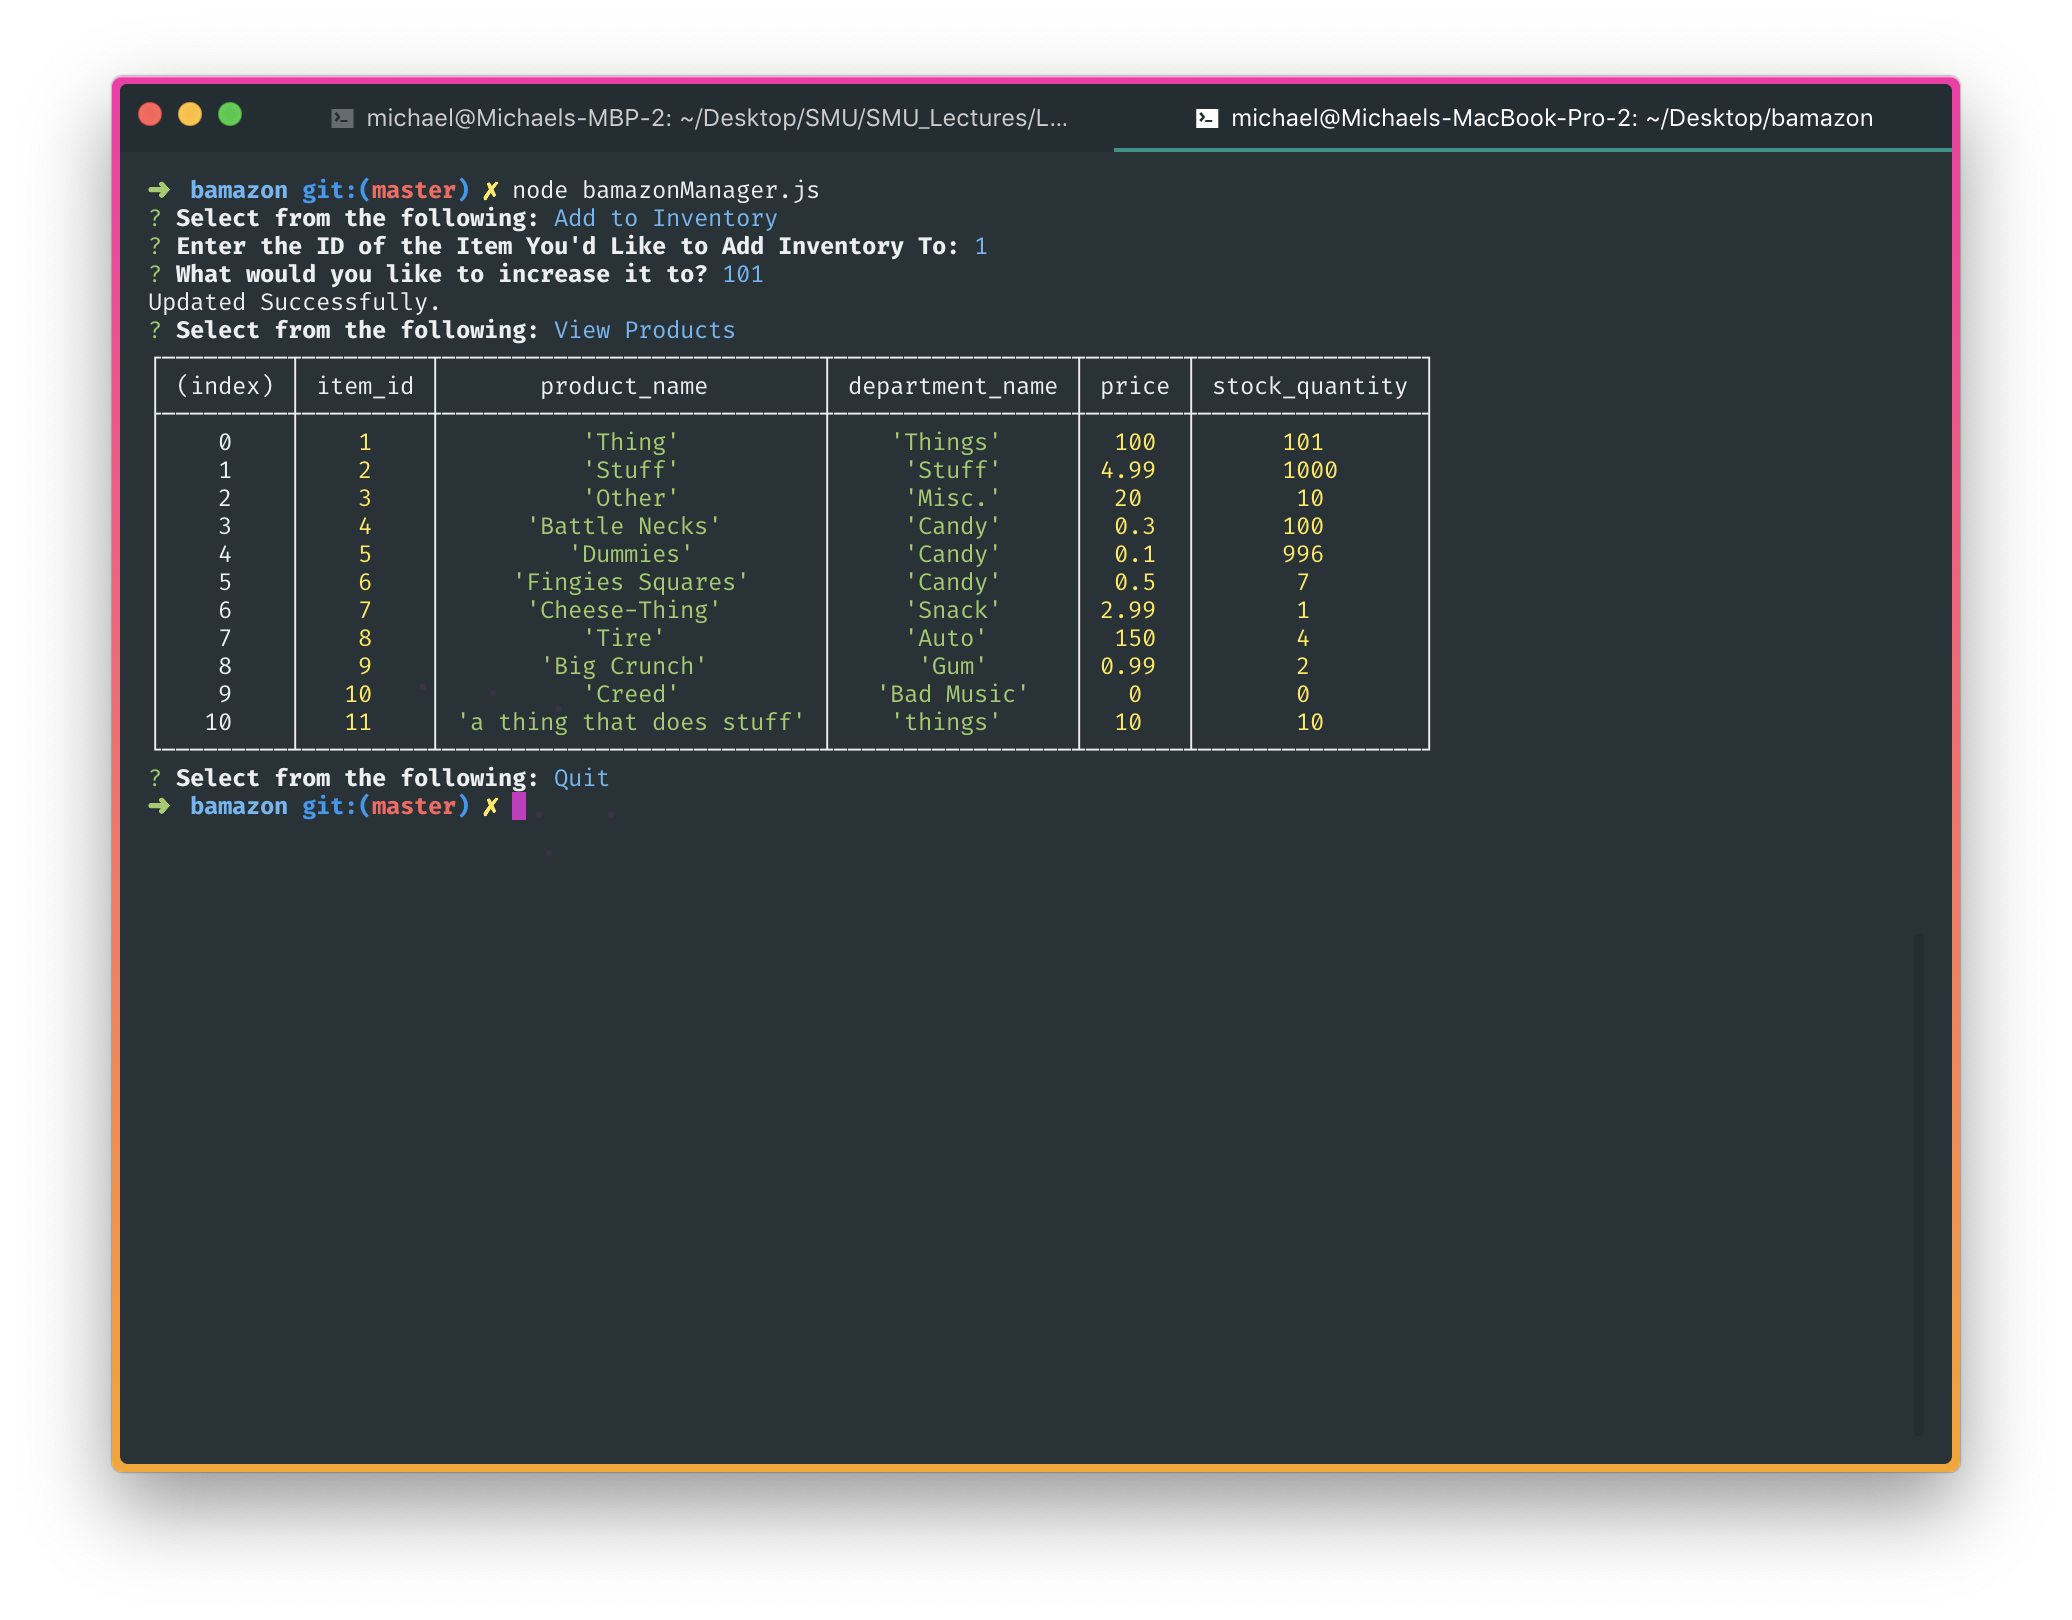 michael@Michaels-MBP-2: ~/Desktop/SMU/SMU_Lectures/L...
michael@Michaels-MacBook-Pro-2: ~/Desktop/bamazon
➜ bamazon git:(master) ✗ node bamazonManager.js
? Select from the following: Add to Inventory
? Enter the ID of the Item You'd Like to Add Inventory To: 1
? What would you like to increase it to? 101
Updated Successfully.
? Select from the following: View Products
(index) item_id product_name department_name price stock_quantity
0 1 'Thing' 'Things' 100 101
1 2 'Stuff' 'Stuff' 4.99 1000
2 3 'Other' 'Misc.' 20 10
3 4 'Battle Necks' 'Candy' 0.3 100
4 5 'Dummies' 'Candy' 0.1 996
5 6 'Fingies Squares' 'Candy' 0.5 7
6 7 'Cheese-Thing' 'Snack' 2.99 1
7 8 'Tire' 'Auto' 150 4
8 9 'Big Crunch' 'Gum' 0.99 2
9 10 'Creed' 'Bad Music' 0 0
10 11 'a thing that does stuff' 'things' 10 10
? Select from the following: Quit
➜ bamazon git:(master) ✗